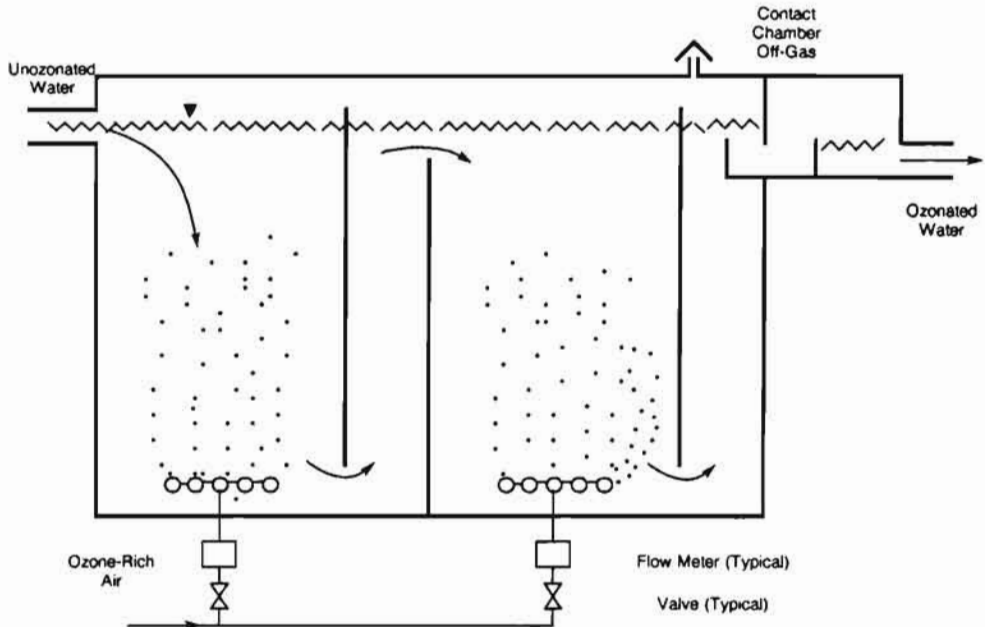 Contact
Chamber
Off-Gas
Unozonated
Water
Ozonated
Water
Ozone-Rich
Air
Flow Meter (Typical)
Valve (Typical)